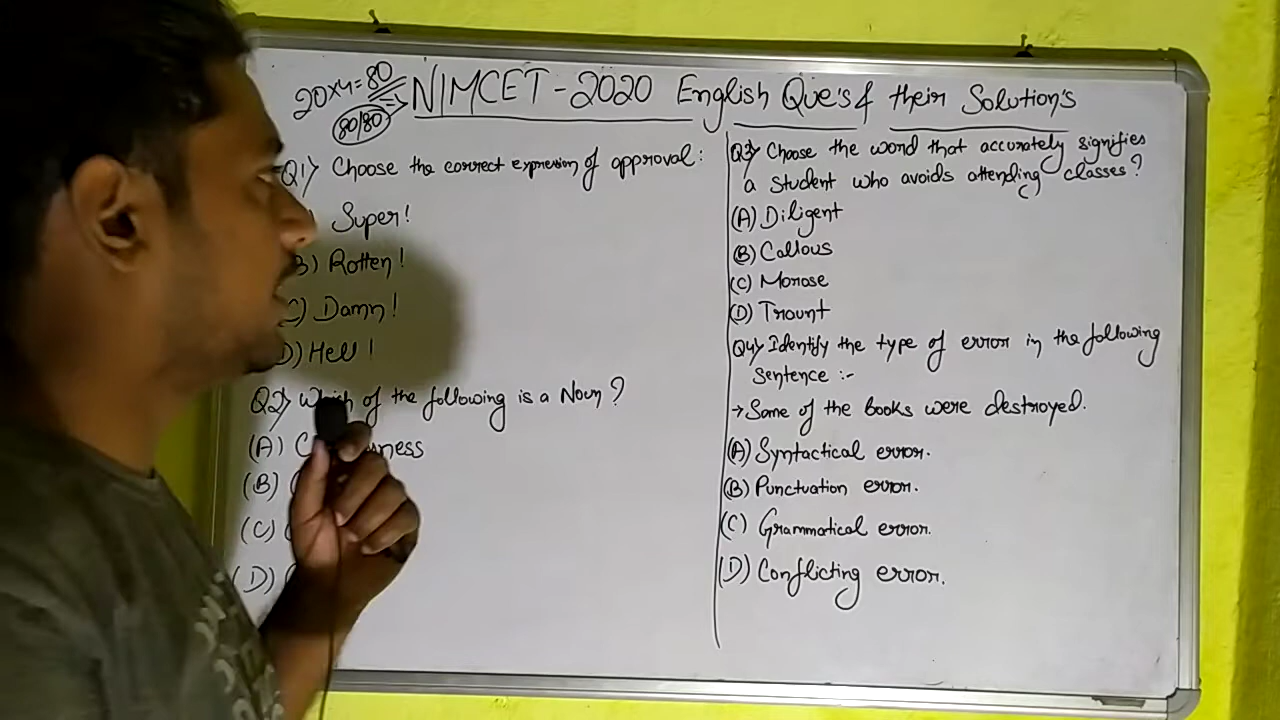 20×4=80
80/80 => NIMCET-2020 English Que's & their Solution's
Q1> Choose the correct expression of approval:
Super!
B) Rotten!
C) Damn!
D) Hell!
Q2> Which of the following is a Noun?
(A)
(B)
(C)
(D)
Q3> Choose the word that accurately signifies
a student who avoids attending classes?
(A) Diligent
(B) Callous
(C) Morose
(D) Traunt
Q4> Identify the type of error in the following
Sentence :-
→ Some of the books were destroyed.
(A) Syntactical error.
(B) Punctuation error.
(C) Grammatical error.
(D) Conflicting error.